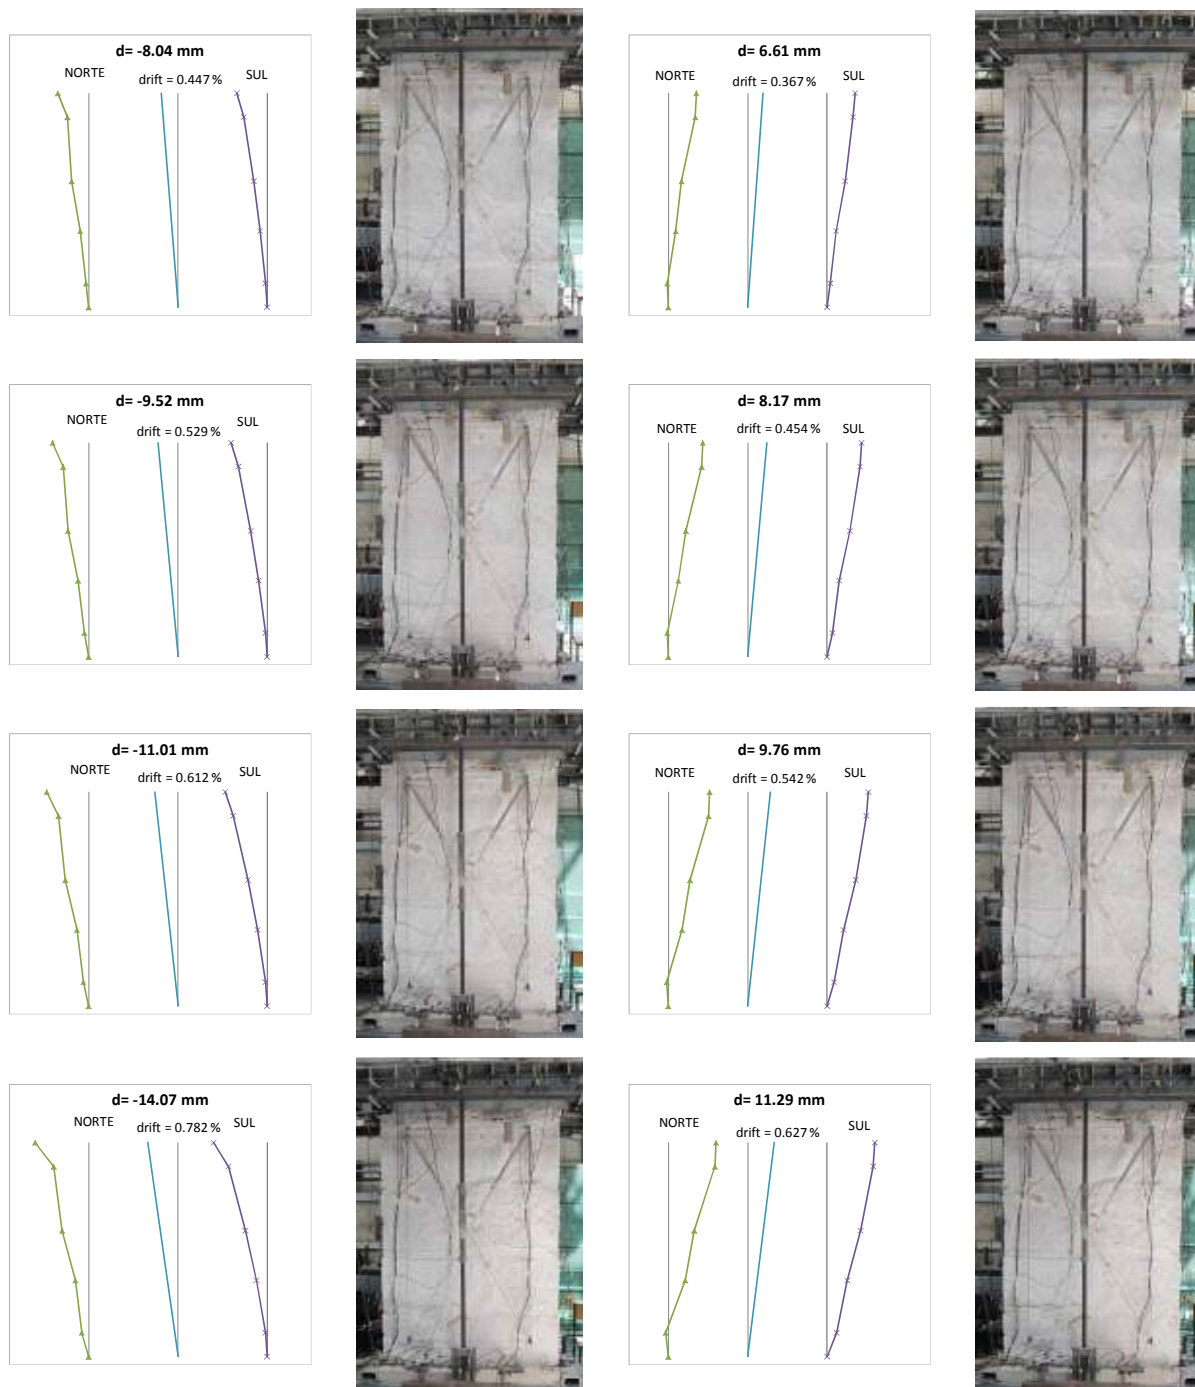 d= -8.04 mm
NORTE
drift = 0.447 %
SUL
d= 6.61 mm
NORTE
drift = 0.367 %
SUL
d= -9.52 mm
NORTE
drift = 0.529 %
SUL
d= 8.17 mm
NORTE
drift = 0.454 %
SUL
d= -11.01 mm
NORTE
drift = 0.612 %
SUL
d= 9.76 mm
NORTE
drift = 0.542 %
SUL
d= -14.07 mm
NORTE
drift = 0.782 %
SUL
d= 11.29 mm
NORTE
drift = 0.627 %
SUL